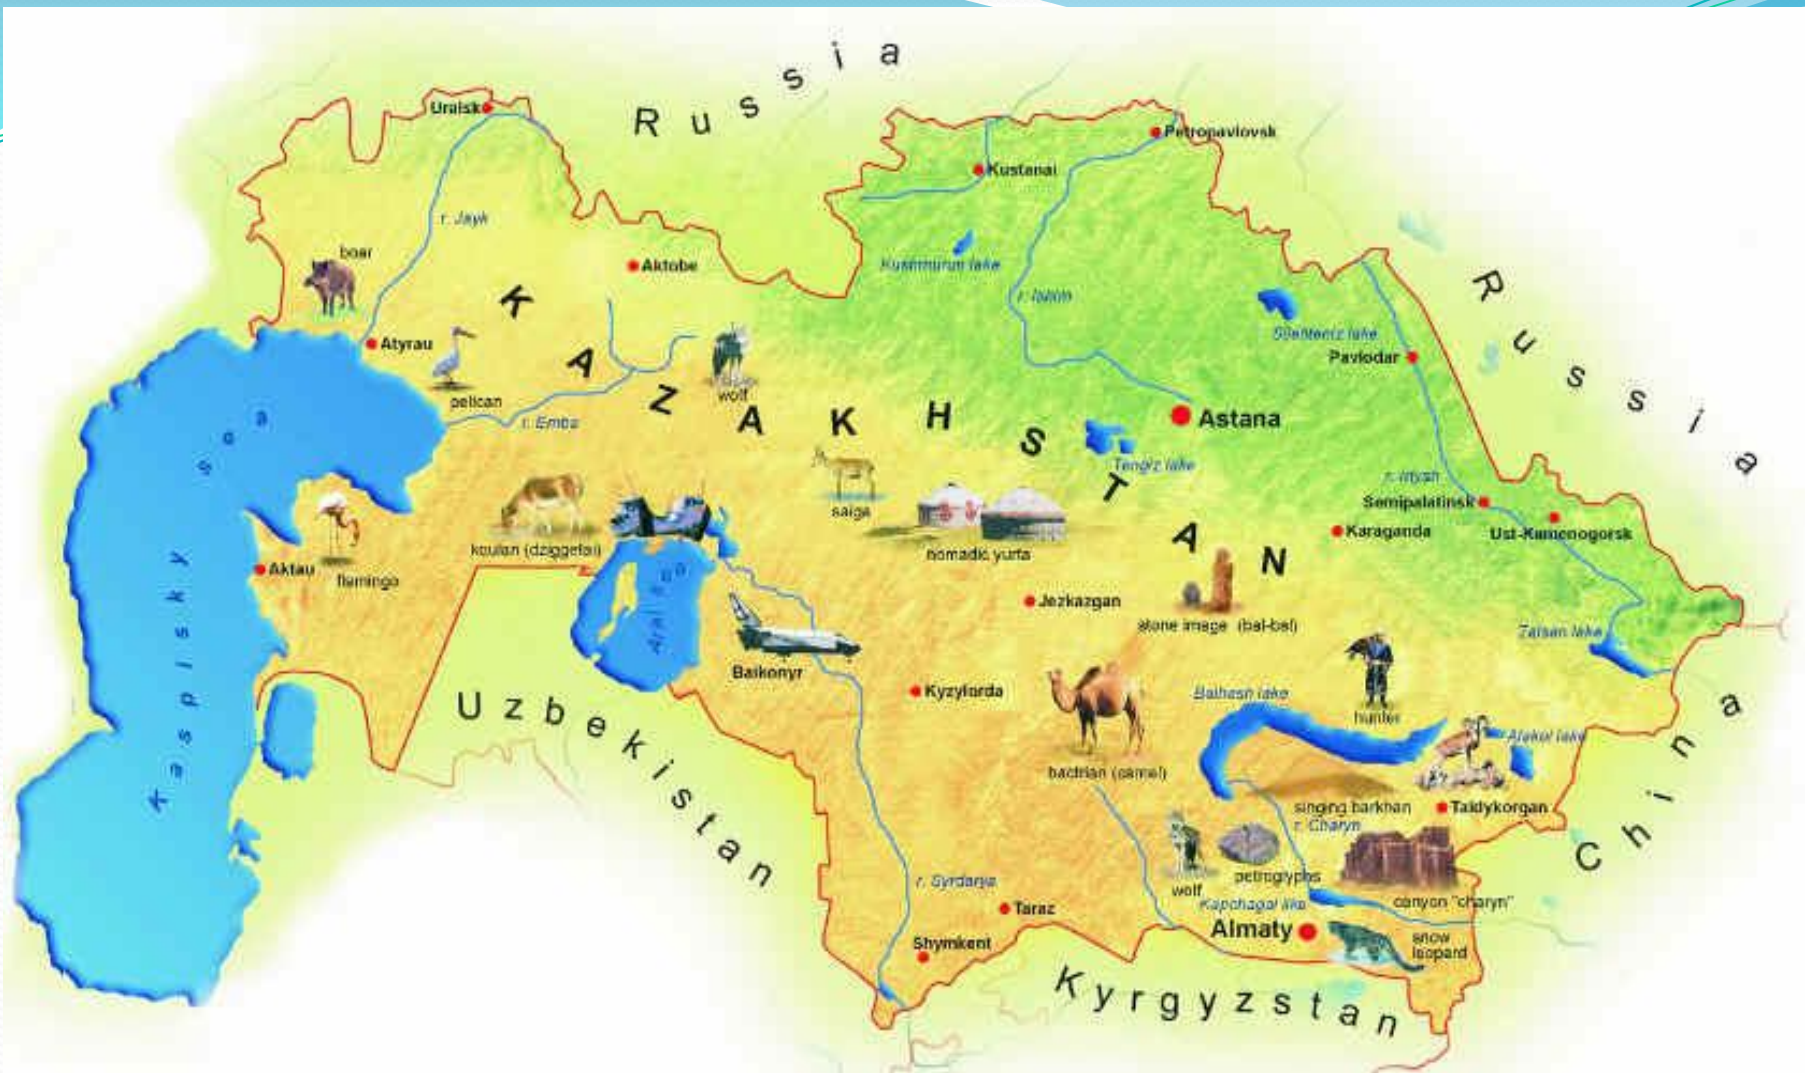 Russia
Uralsk
Petropavlovsk
Kustanai
r. Jayk
boar
Aktobe
Kushmurun lake
r. Ishim
Russia
Atyrau
Pavlodar
pelican
wolf
KAZAKHSTAN
r. Emba
Astana
Kaspisky sea
Tengiz lake
r. Irtysh
saiga
Semipalatinsk
Karaganda
Ust-Kamenogorsk
koulan (dziggetai)
nomadic yurta
Aktau
flamingo
Aral sea
Jezkazgan
stone image (bal-bal)
Zaisan lake
Baikonyr
Kyzylorda
Balhash lake
hunter
Uzbekistan
Alakol lake
China
bactrian (camel)
singing barkhan
Taldykorgan
r. Charyn
r. Syrdarya
wolf
petroglyphs
Kapchagai lake
canyon "charyn"
Taraz
Almaty
snow
leopard
Shymkent
Kyrgyzstan